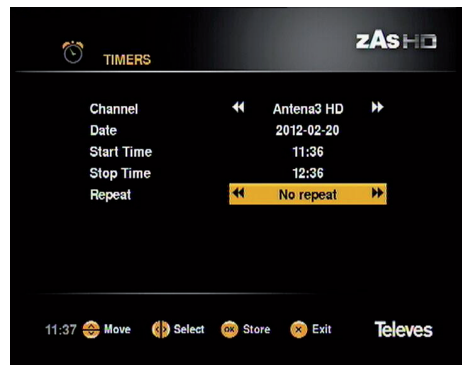 zAs HD
TIMERS
Channel Antena3 HD
Date 2012-02-20
Start Time 11:36
Stop Time 12:36
Repeat No repeat
11:37 Move Select OK Store X Exit Televes